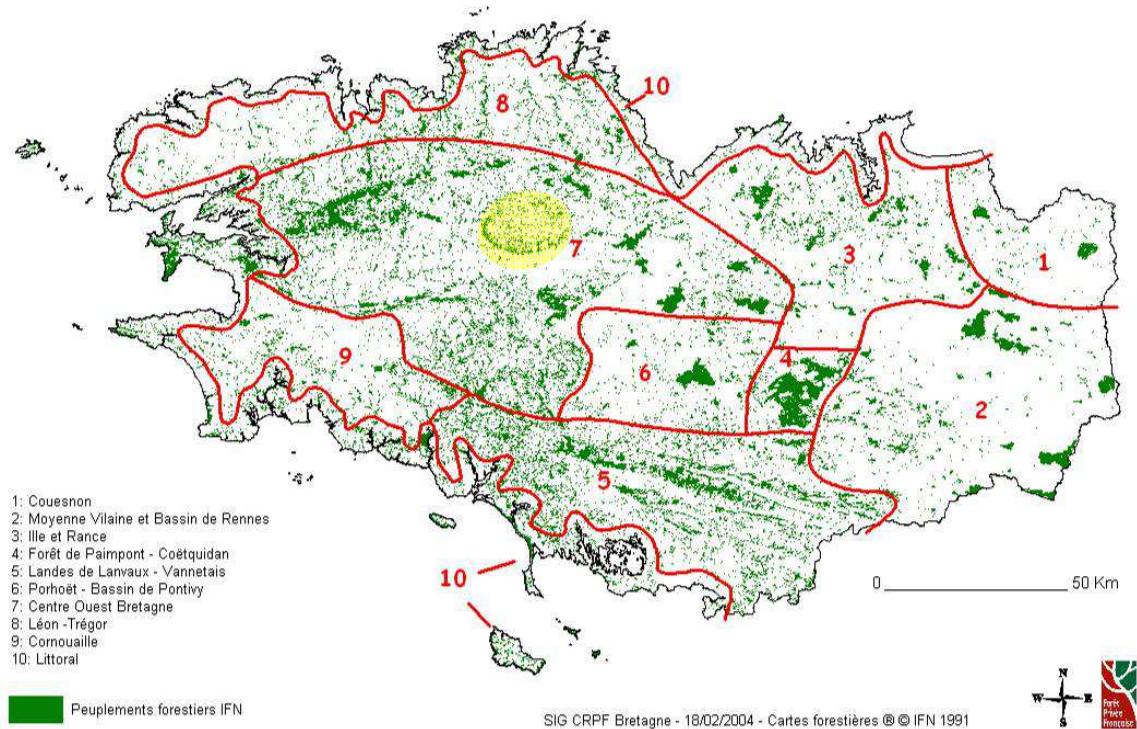 10
8
7
3
1
9
6
4
2
5
10
1: Couesnon
2: Moyenne Vilaine et Bassin de Rennes
3: Ille et Rance
4: Forêt de Paimpont - Coëtquidan
5: Landes de Lanvaux - Vannetais
6: Porhoët - Bassin de Pontivy
7: Centre Ouest Bretagne
8: Léon -Trégor
9: Cornouaille
10: Littoral
0 50 Km
Peuplements forestiers IFN
SIG CRPF Bretagne - 18/02/2004 - Cartes forestières ® © IFN 1991
N
W E
S
Forêt
Privée
Française